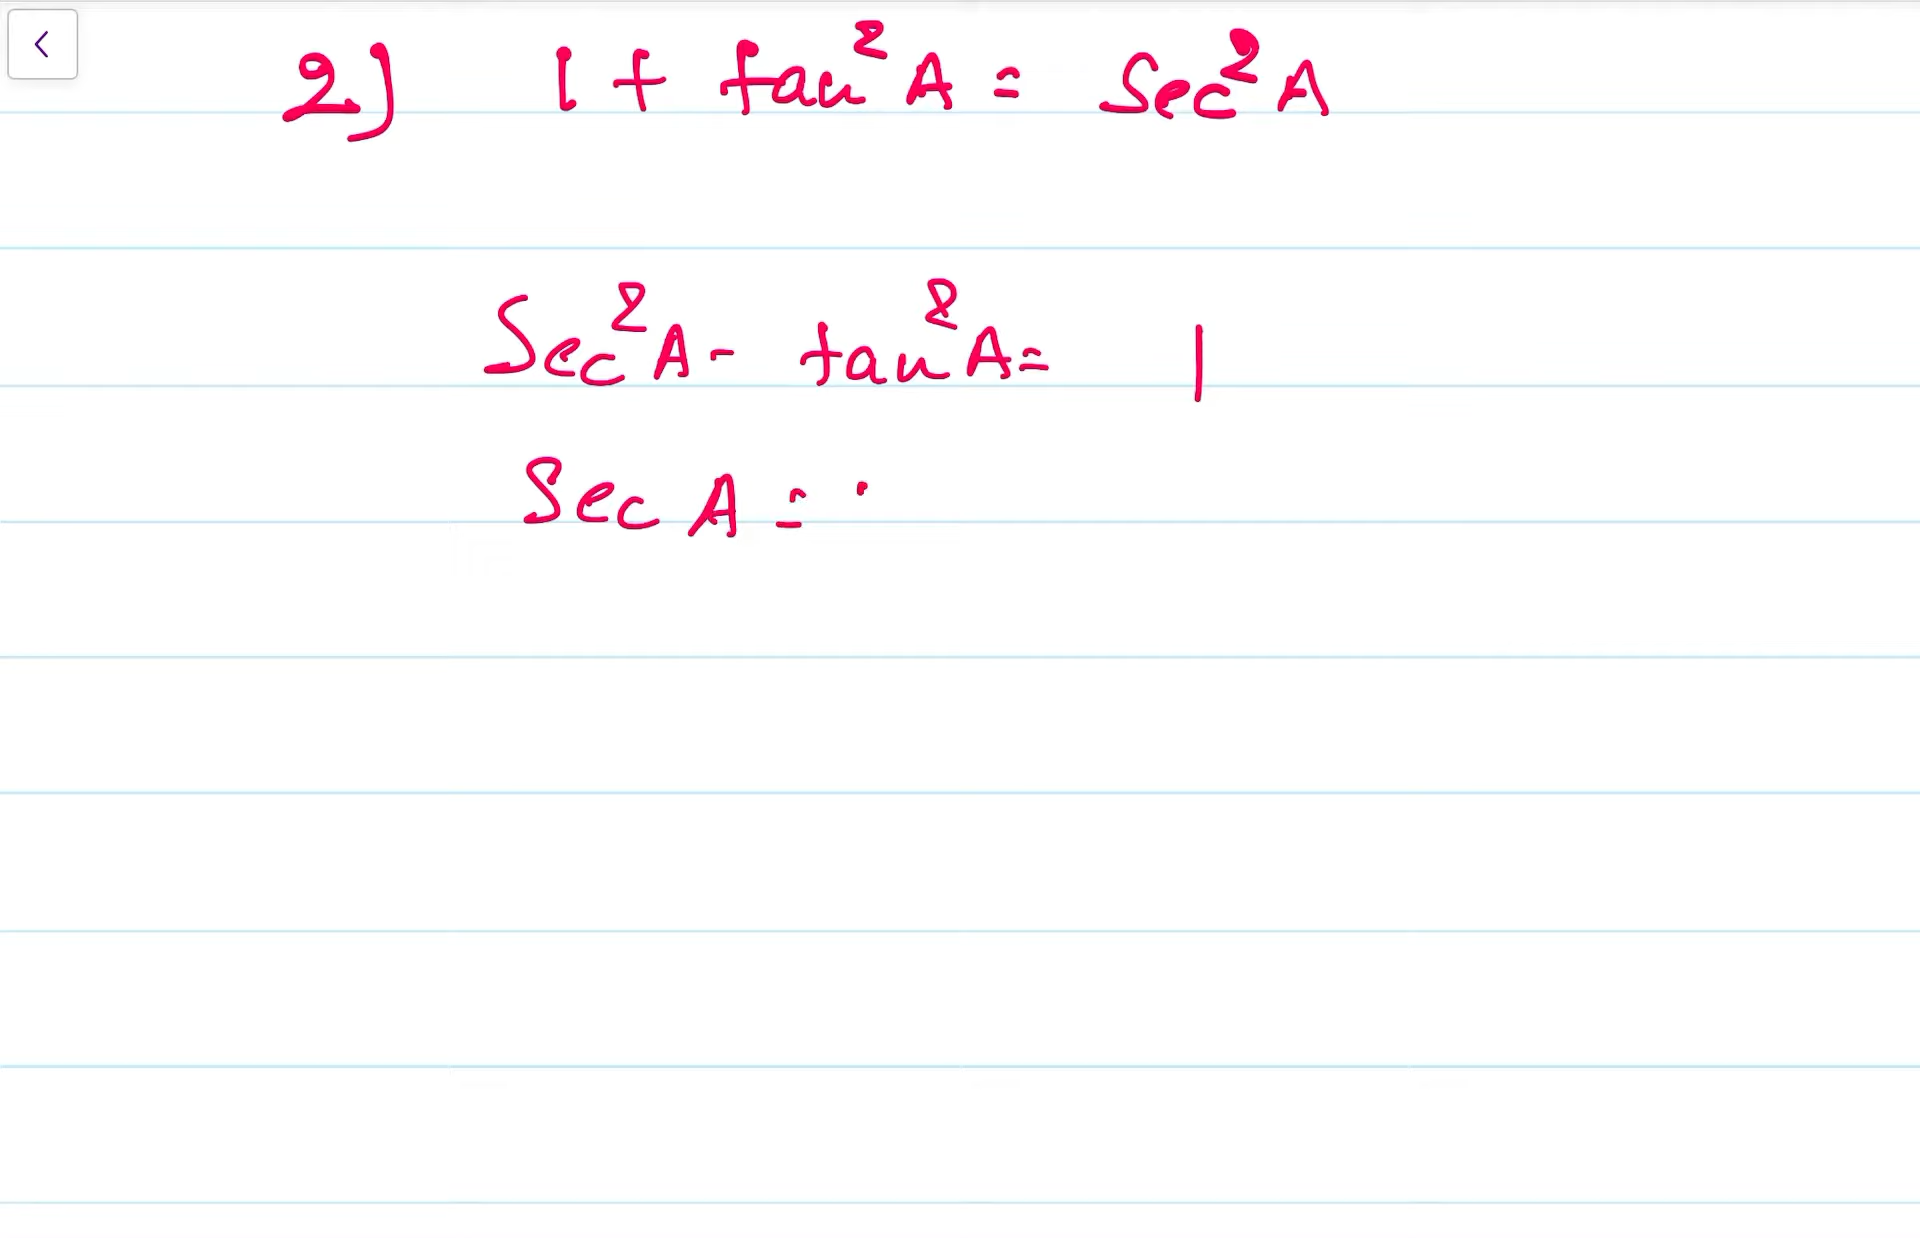 2) 1 + tan²A = Sec²A
Sec²A - tan²A = 1
Sec A =